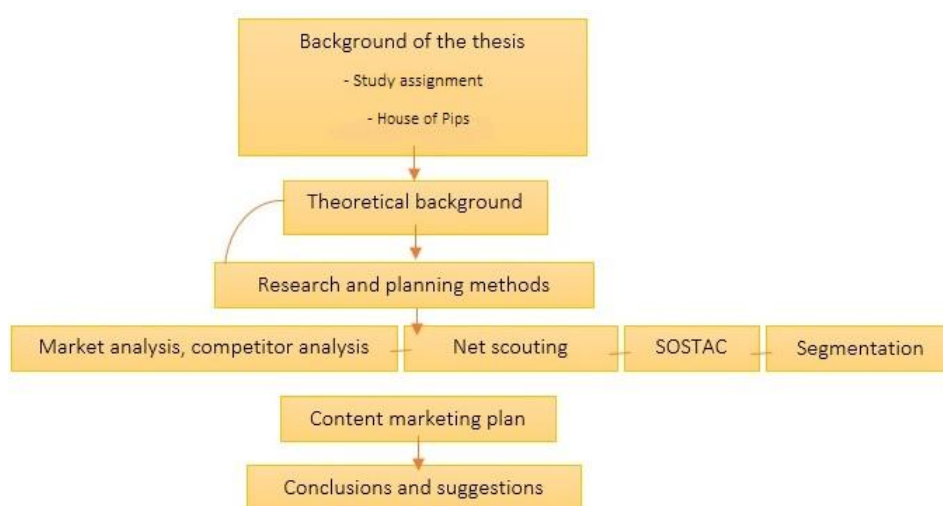 Background of the thesis
- Study assignment
- House of Pips
Theoretical background
Research and planning methods
Market analysis, competitor analysis
Net scouting
SOSTAC
Segmentation
Content marketing plan
Conclusions and suggestions